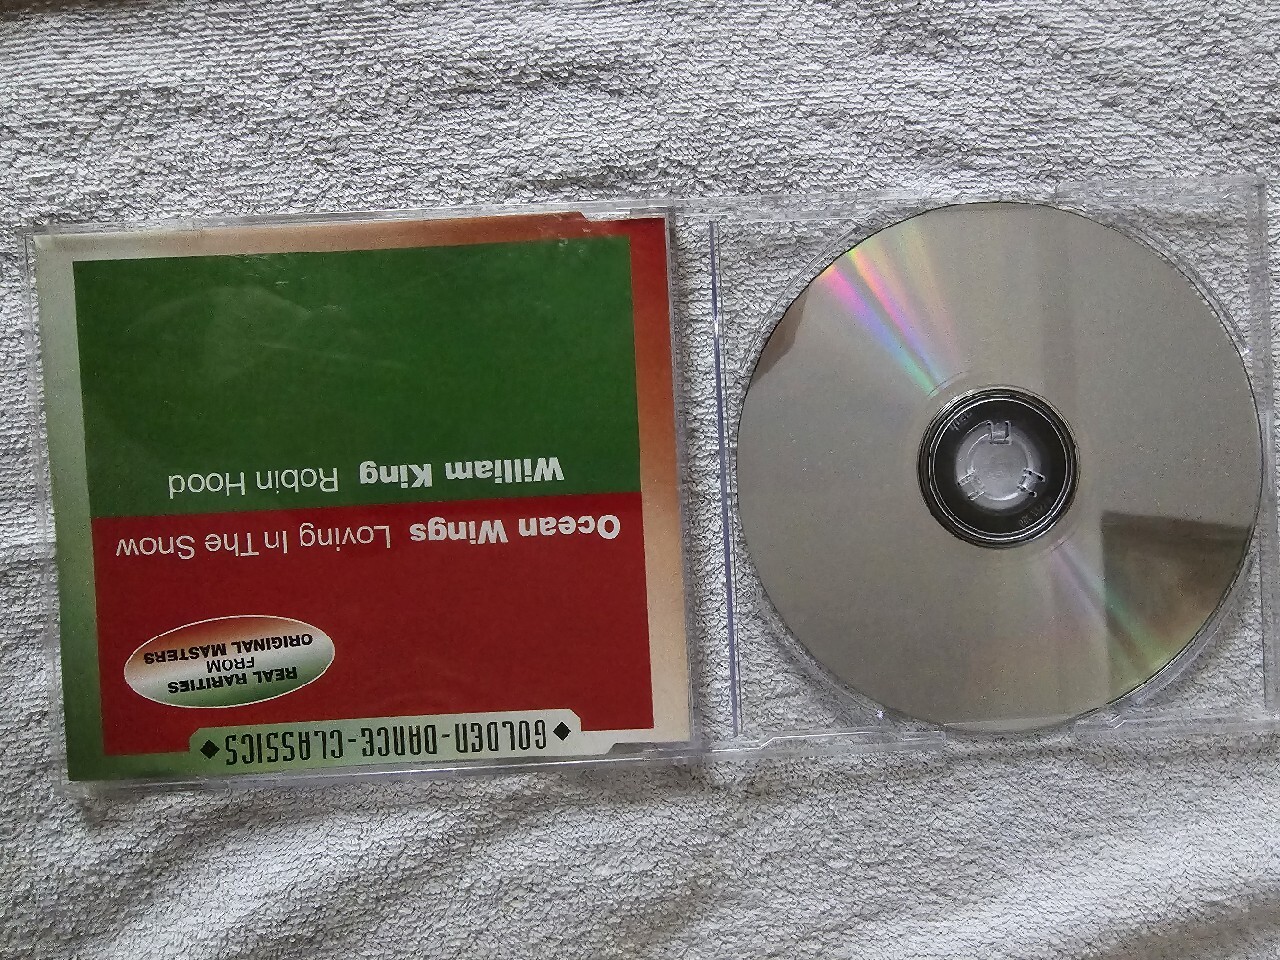 ◆ GOLDEN-DANCE-CLASSICS ◆
REAL RARITIES
FROM
ORIGINAL MASTERS
Ocean Wings Loving In The Snow
William King Robin Hood